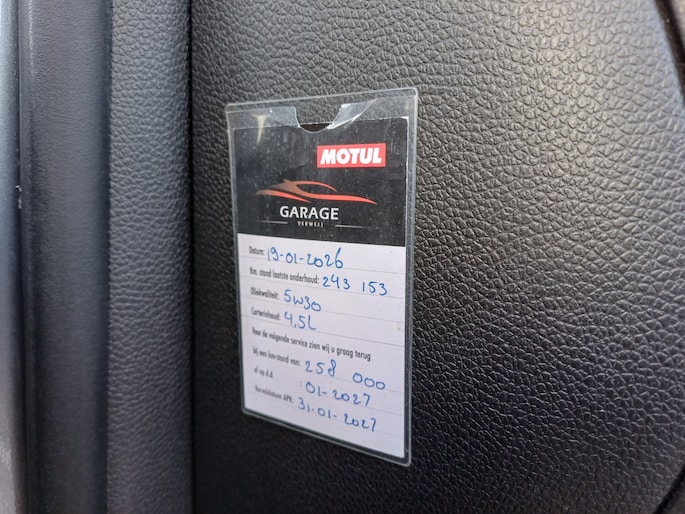 MOTUL
GARAGE
VERWEIJ
Datum: 19-01-2026
Km. stand laatste onderhoud: 243 153
Oliekwaliteit: 5W30
Carterinhoud: 4,5L
Voor de volgende service zien wij u graag terug
bij een km-stand van: 258 000
of op d.d. : 01-2027
Vervaldatum APK: 31-01-2027